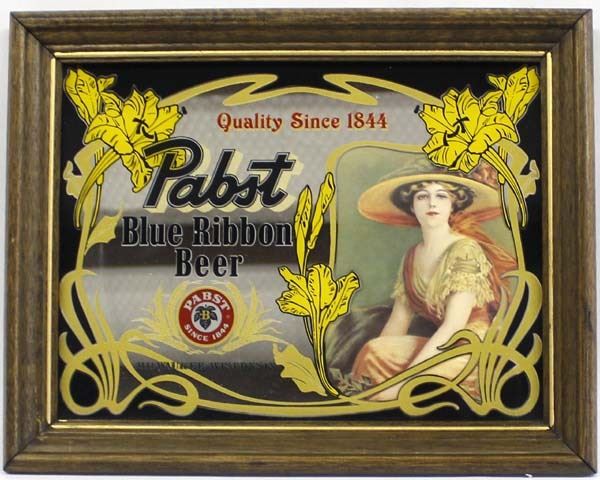 Quality Since 1844
Pabst
Blue Ribbon
Beer
PABST
B
SINCE 1844
MILWAUKEE, WISCONSIN